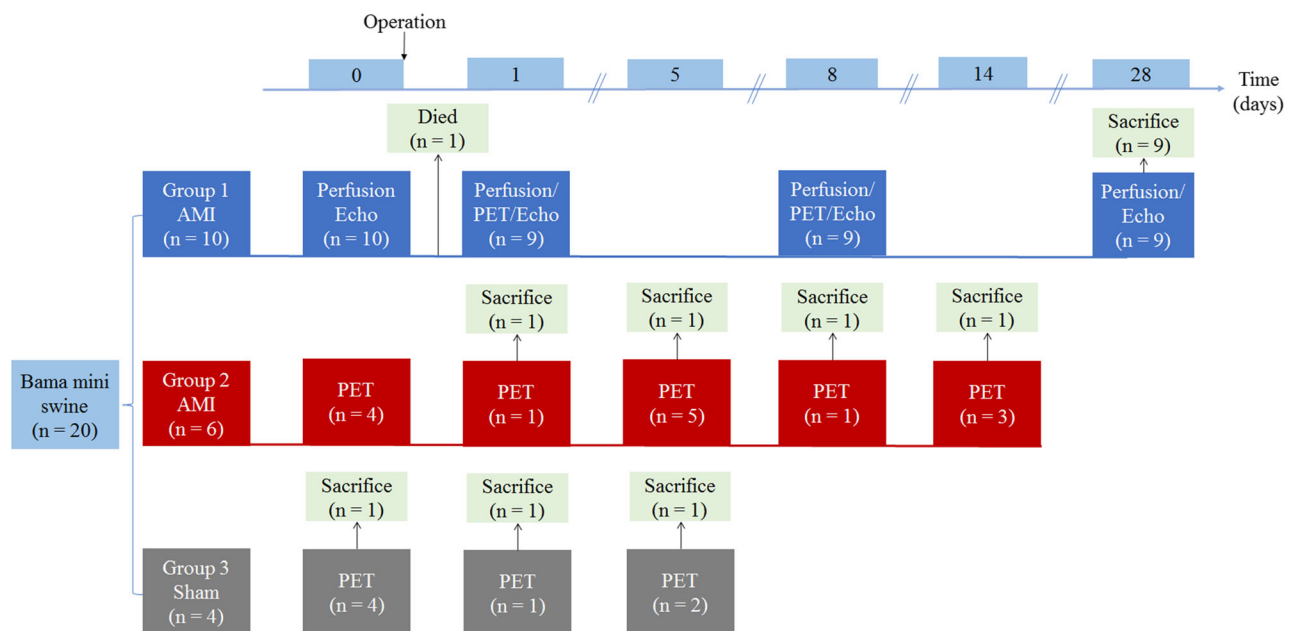 Operation
0
1
5
8
14
28
Time
(days)
Died
(n = 1)
Sacrifice
(n = 9)
Group 1
AMI
(n = 10)
Perfusion
Echo
(n = 10)
Perfusion/
PET/Echo
(n = 9)
Perfusion/
PET/Echo
(n = 9)
Perfusion/
Echo
(n = 9)
Sacrifice
(n = 1)
Sacrifice
(n = 1)
Sacrifice
(n = 1)
Sacrifice
(n = 1)
Bama mini
swine
(n = 20)
Group 2
AMI
(n = 6)
PET
(n = 4)
PET
(n = 1)
PET
(n = 5)
PET
(n = 1)
PET
(n = 3)
Sacrifice
(n = 1)
Sacrifice
(n = 1)
Sacrifice
(n = 1)
Group 3
Sham
(n = 4)
PET
(n = 4)
PET
(n = 1)
PET
(n = 2)